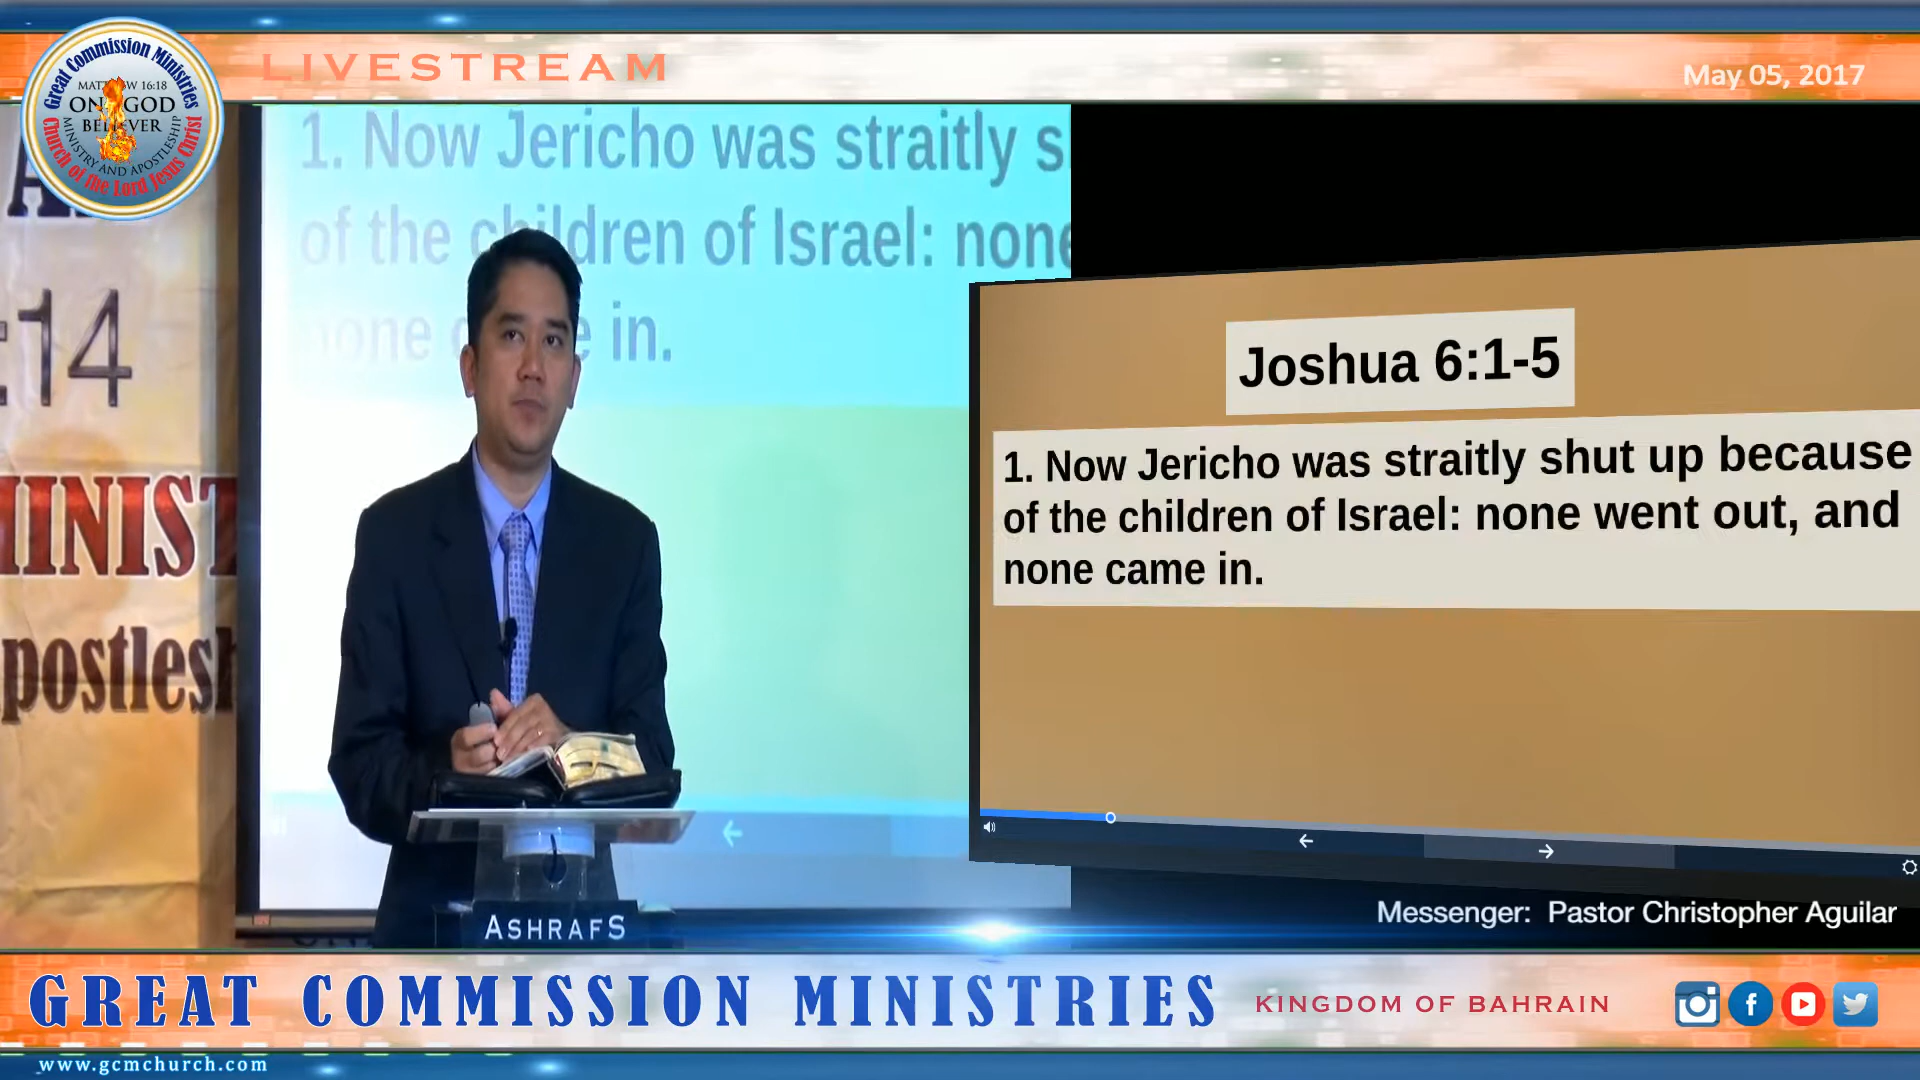 LIVESTREAM
May 05, 2017
Great Commission Ministries
MATTHEW 16:18
ONE GOD
BELIEVER
MINISTRY AND APOSTLESHIP
Church of the Lord Jesus Christ
:14
MINIST
postlesh
1. Now Jericho was straitly s
of the children of Israel: none
none came in.
Joshua 6:1-5
1. Now Jericho was straitly shut up because
of the children of Israel: none went out, and
none came in.
ASHRAFS
Messenger: Pastor Christopher Aguilar
GREAT COMMISSION MINISTRIES
KINGDOM OF BAHRAIN
www.gcmchurch.com